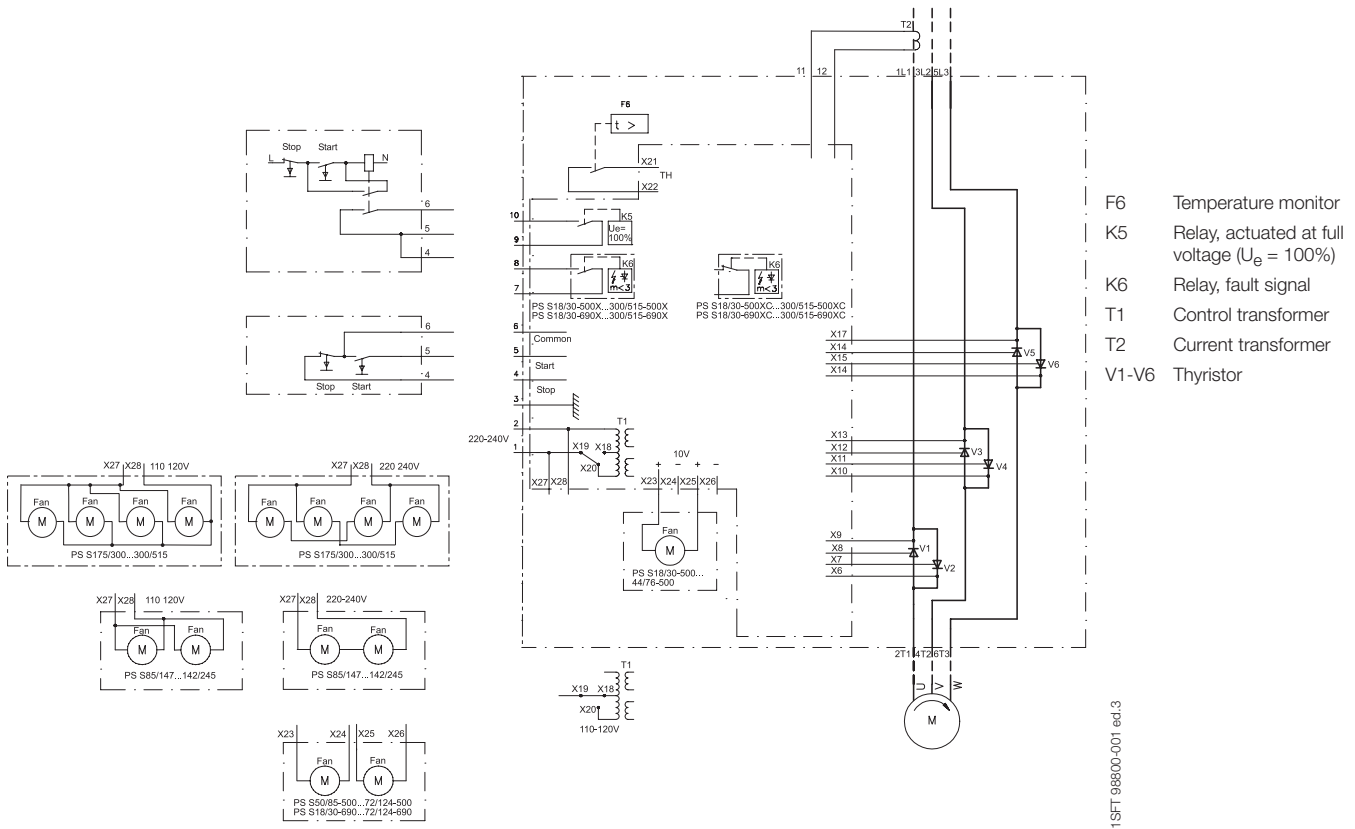 T2
11 12 1L1 3L2 5L3
F6
t >
Stop Start
L N
6
5
4
X21
TH
X22
10
9
K5
Ue=
100%
8
7
K6
m<3
K6
m<3
PS S18/30-500X...300/515-500X
PS S18/30-690X...300/515-690X
PS S18/30-500XC...300/515-500XC
PS S18/30-690XC...300/515-690XC
6
Common
5
Start
4
Stop
3
2
220-240V
1
X19 X18
X20
T1
X27 X28
10V
+ - + -
X23 X24 X25 X26
Fan
M
PS S18/30-500...
44/76-500
6
5
4
Stop Start
X17
X14
X15
X14
V5
V6
X13
X12
X11
X10
V3
V4
X9
X8
X7
X6
V1
V2
2T1 4T2 6T3
U V W
M
X27 X28 110 120V
Fan Fan Fan Fan
M M M M
PS S175/300...300/515
X27 X28 220 240V
Fan Fan Fan Fan
M M M M
PS S175/300...300/515
X27 X28 110 120V
Fan Fan
M M
PS S85/147...142/245
X27 X28 220-240V
Fan Fan
M M
PS S85/147...142/245
T1
X19 X18
X20
110-120V
X23 X24 X25 X26
Fan Fan
M M
PS S50/85-500...72/124-500
PS S18/30-690...72/124-690
F6 Temperature monitor
K5 Relay, actuated at full
voltage (Ue = 100%)
K6 Relay, fault signal
T1 Control transformer
T2 Current transformer
V1-V6 Thyristor
1SFT 98800-001 ed.3